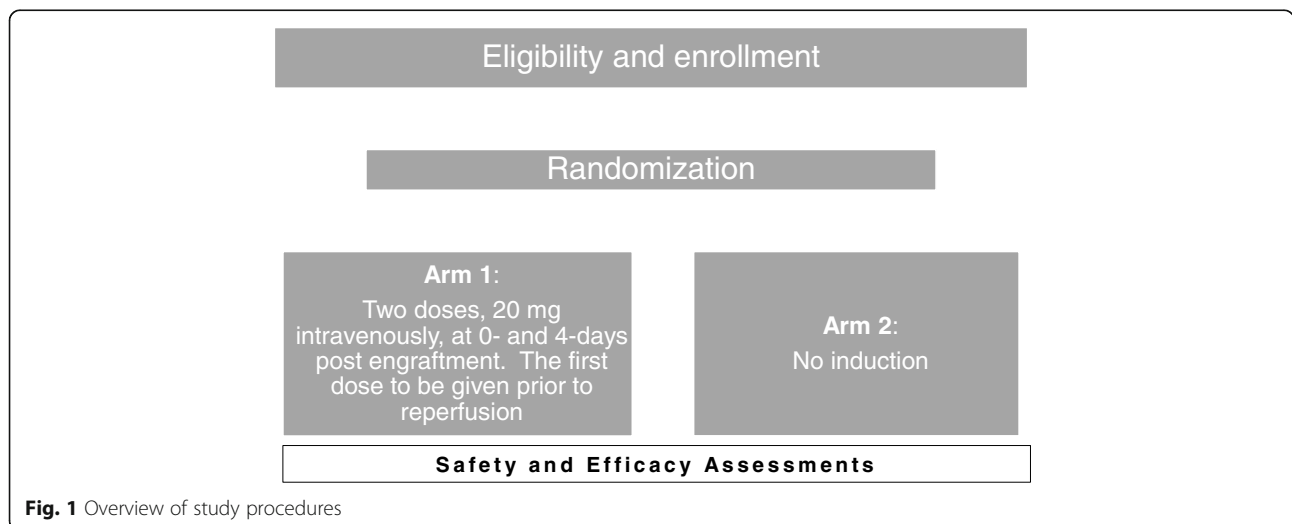 Eligibility and enrollment
Randomization
Arm 1:
Two doses, 20 mg
intravenously, at 0- and 4-days
post engraftment. The first
dose to be given prior to
reperfusion
Arm 2:
No induction
Safety and Efficacy Assessments
Fig. 1 Overview of study procedures